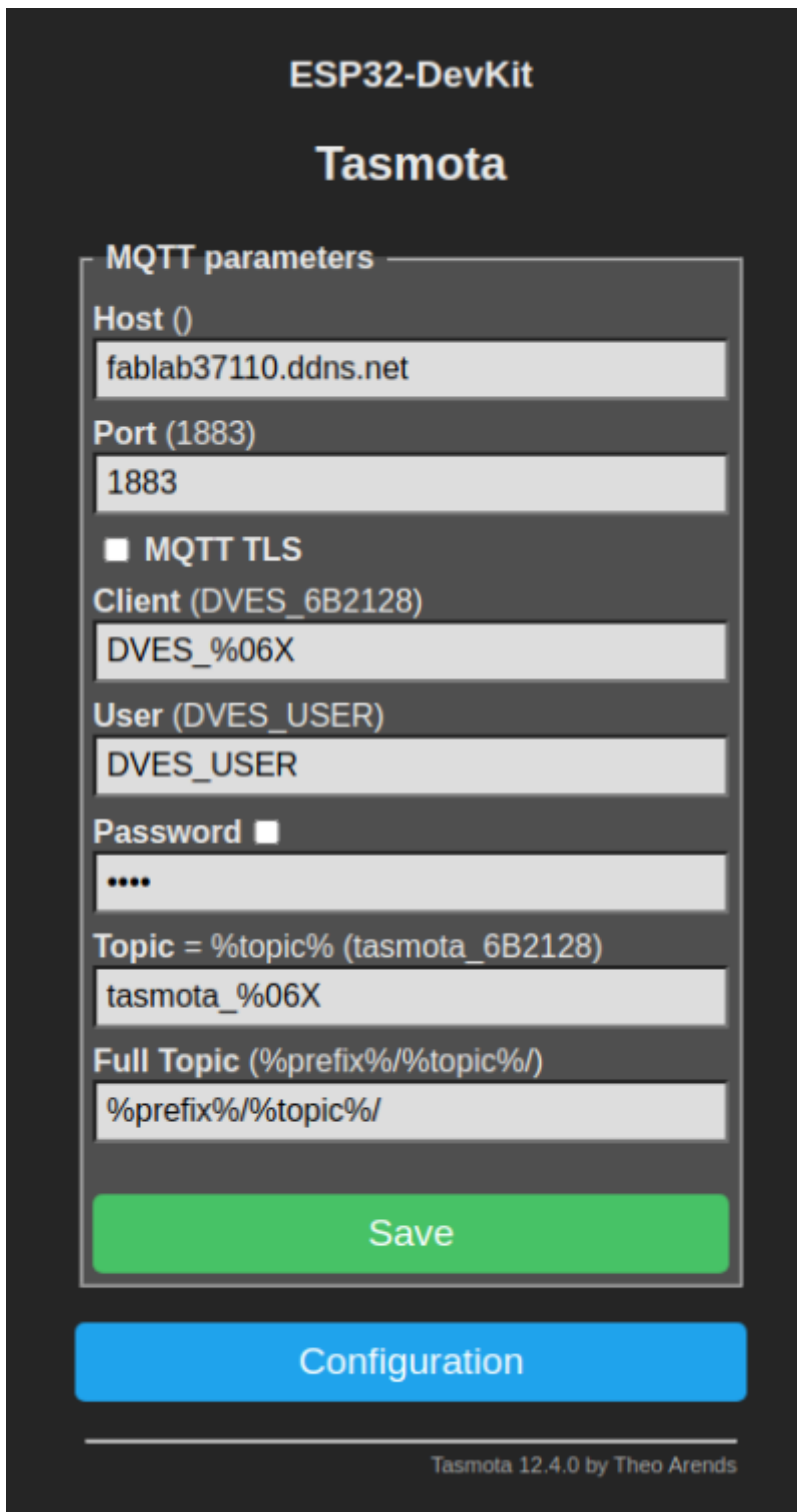 ESP32-DevKit
Tasmota
MQTT parameters
Host ()
fablab37110.ddns.net
Port (1883)
1883
MQTT TLS
Client (DVES_6B2128)
DVES_%06X
User (DVES_USER)
DVES_USER
Password
••••
Topic = %topic% (tasmota_6B2128)
tasmota_%06X
Full Topic (%prefix%/%topic%/)
%prefix%/%topic%/
Save
Configuration
Tasmota 12.4.0 by Theo Arends